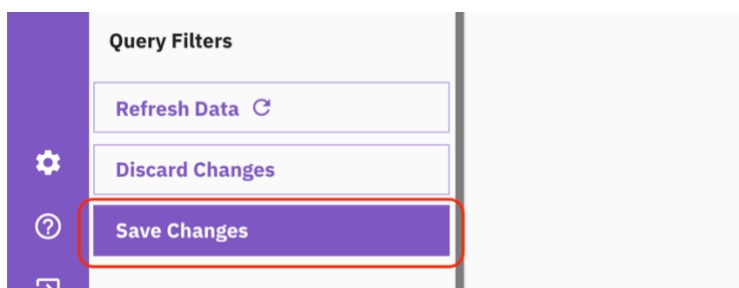 Query Filters
Refresh Data
Discard Changes
Save Changes